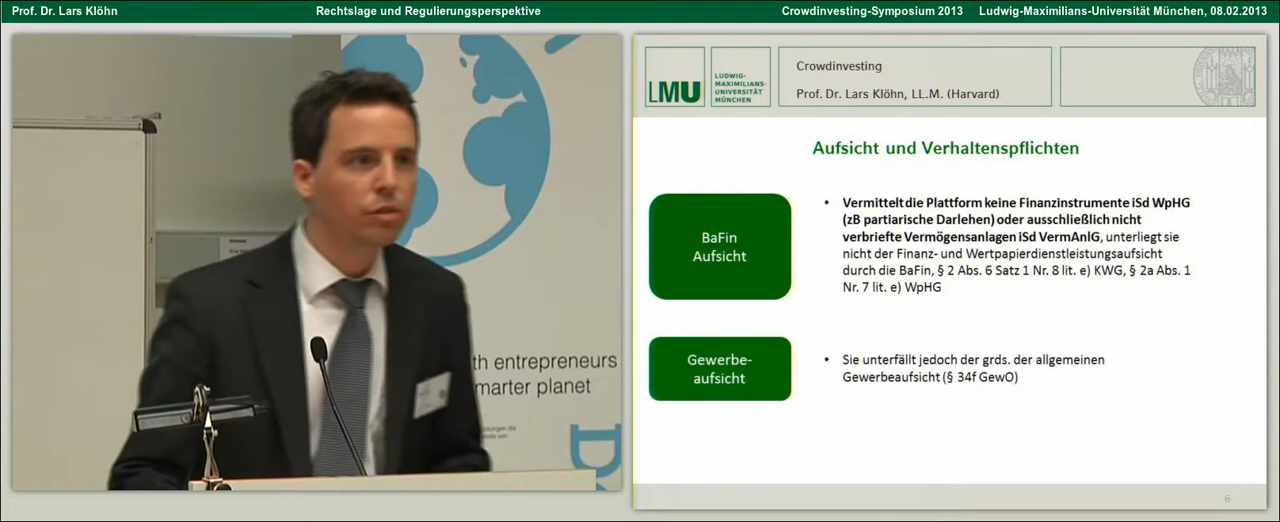 Prof. Dr. Lars Klöhn
Rechtslage und Regulierungsperspektive
Crowdinvesting-Symposium 2013
Ludwig-Maximilians-Universität München, 08.02.2013
th entrepreneurs
marter planet
LMU
LUDWIG-
MAXIMILIANS-
UNIVERSITÄT
MÜNCHEN
Crowdinvesting
Prof. Dr. Lars Klöhn, LL.M. (Harvard)
Aufsicht und Verhaltenspflichten
BaFin
Aufsicht
• Vermittelt die Plattform keine Finanzinstrumente iSd WpHG
(zB partiarische Darlehen) oder ausschließlich nicht
verbriefte Vermögensanlagen iSd VermAnlG, unterliegt sie
nicht der Finanz- und Wertpapierdienstleistungsaufsicht
durch die BaFin, § 2 Abs. 6 Satz 1 Nr. 8 lit. e) KWG, § 2a Abs. 1
Nr. 7 lit. e) WpHG
Gewerbe-
aufsicht
• Sie unterfällt jedoch der grds. der allgemeinen
Gewerbeaufsicht (§ 34f GewO)
6